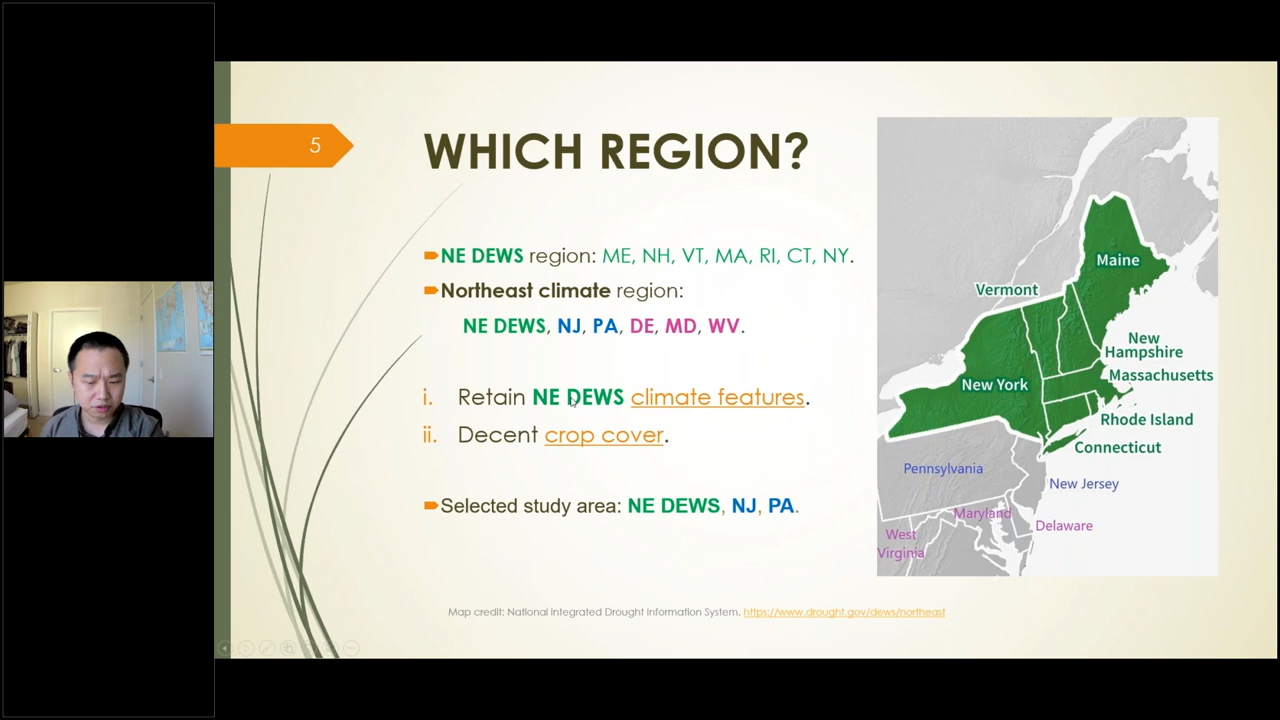 5
WHICH REGION?
NE DEWS region: ME, NH, VT, MA, RI, CT, NY.
Northeast climate region:
NE DEWS, NJ, PA, DE, MD, WV.
i. Retain NE DEWS climate features.
ii. Decent crop cover.
Selected study area: NE DEWS, NJ, PA.
Maine
Vermont
New
Hampshire
Massachusetts
New York
Rhode Island
Connecticut
Pennsylvania
New Jersey
Maryland
Delaware
West
Virginia
Map credit: National Integrated Drought Information System. https://www.drought.gov/dews/northeast